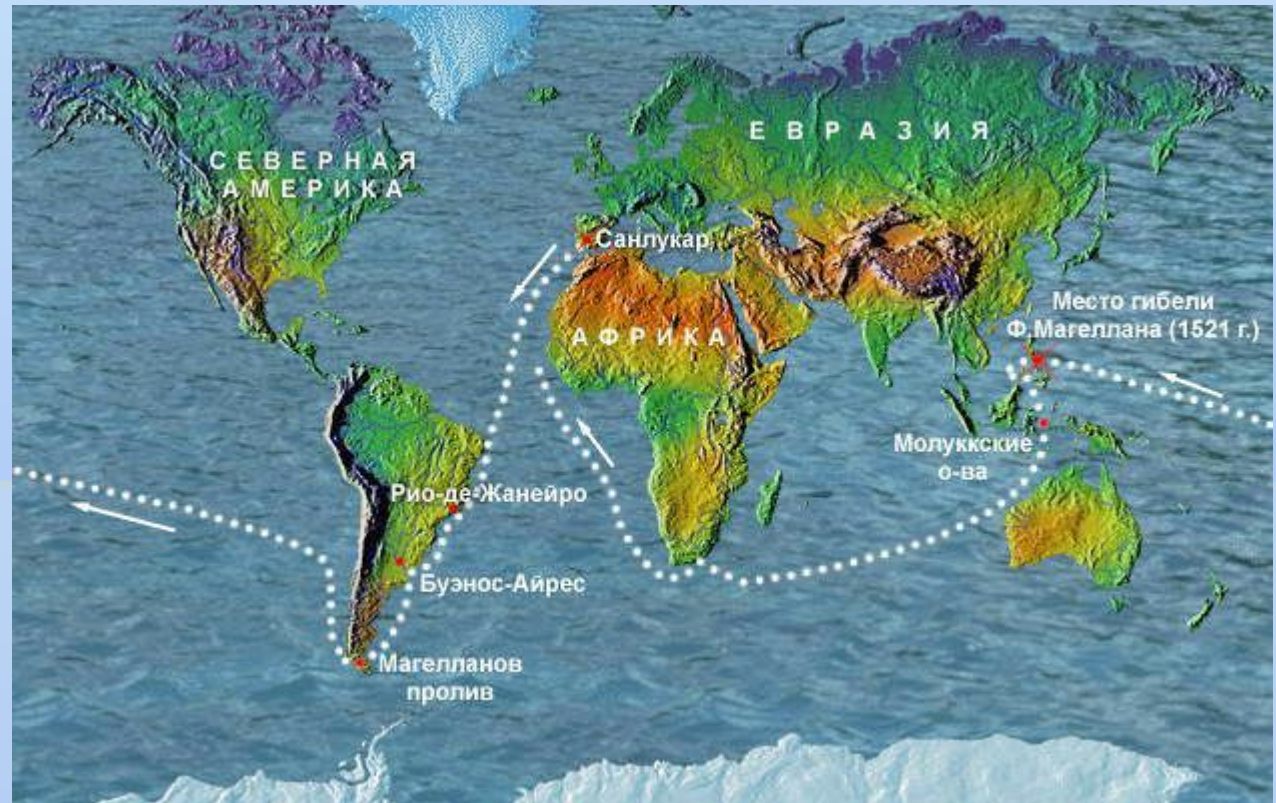 СЕВЕРНАЯ
АМЕРИКА
ЕВРАЗИЯ
Санлукар
АФРИКА
Место гибели
Ф.Магеллана (1521 г.)
Молуккские
о-ва
Рио-де-Жанейро
Буэнос-Айрес
Магелланов
пролив